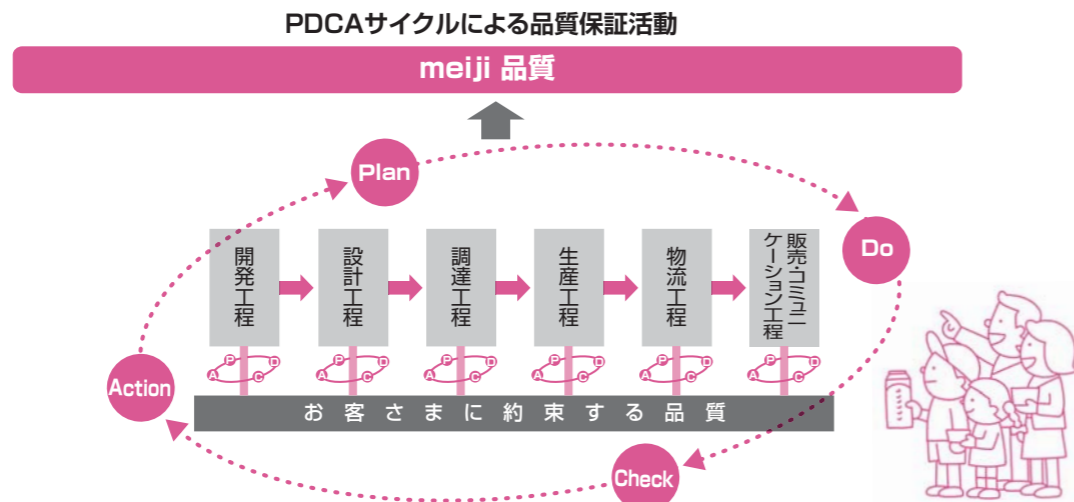 PDCAサイクルによる品質保証活動
meiji 品質
Plan
Do
開発工程
設計工程
調達工程
生産工程
物流工程
販売・コミュニ
ケーション工程
P
D
A
C
P
D
A
C
P
D
A
C
P
D
A
C
P
D
A
C
P
D
A
C
Action
お客さまに約束する品質
Check